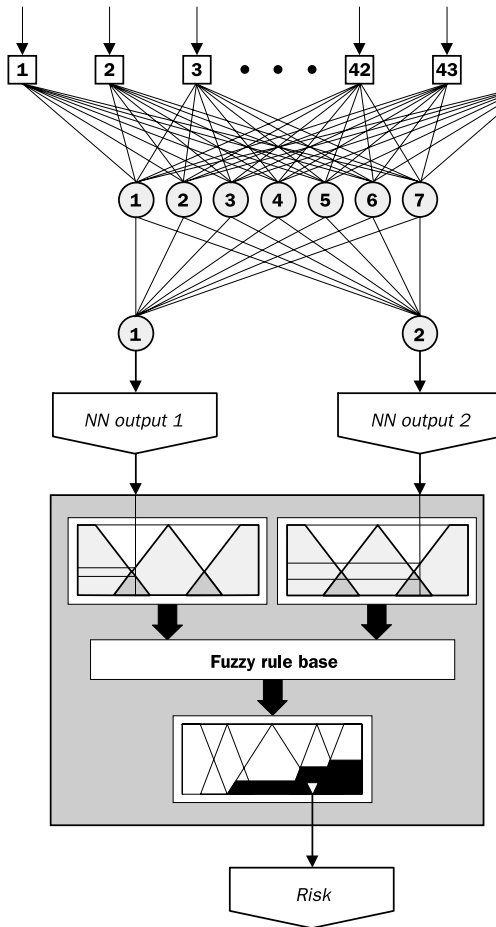 1 2 3 • • • 42 43
1 2 3 4 5 6 7
1 2
NN output 1 NN output 2
Fuzzy rule base
Risk